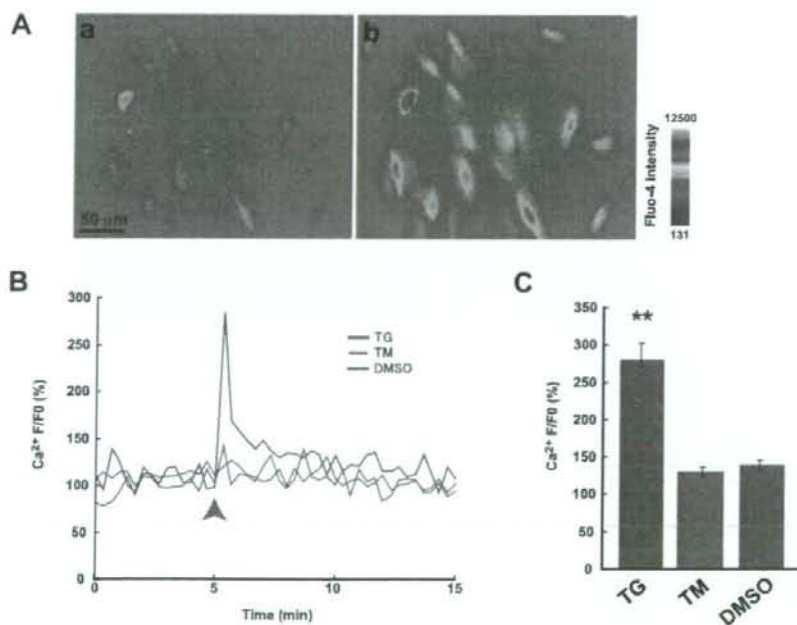 A
a
b
50 um
12500
Fluo-4 Intensity
131
B
Ca²⁺ F/F0 (%)
300
250
200
150
100
50
0
TG
TM
DMSO
0
5
10
15
Time (min)
C
Ca²⁺ F/F0 (%)
350
300
250
200
150
100
50
0
**
TG
TM
DMSO